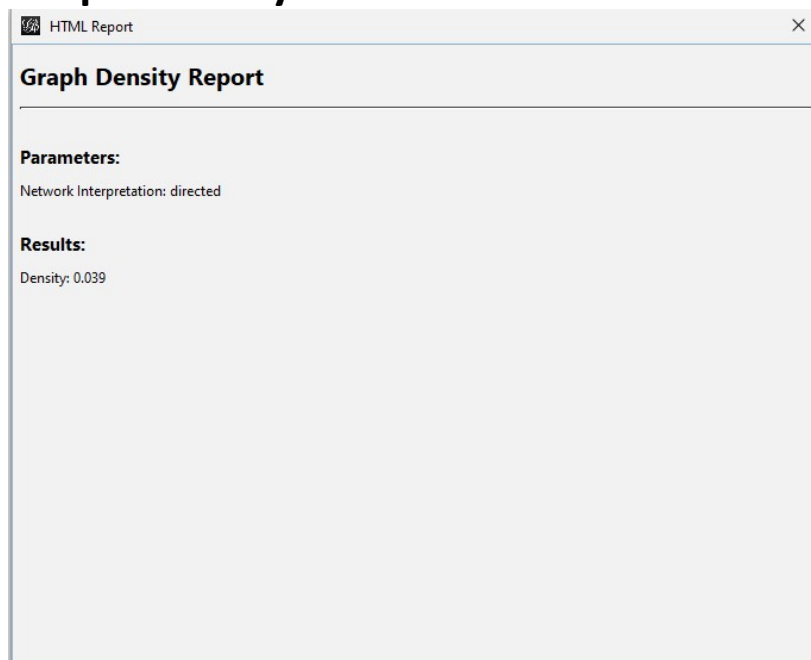 HTML Report
Graph Density Report
Parameters:
Network Interpretation: directed
Results:
Density: 0.039